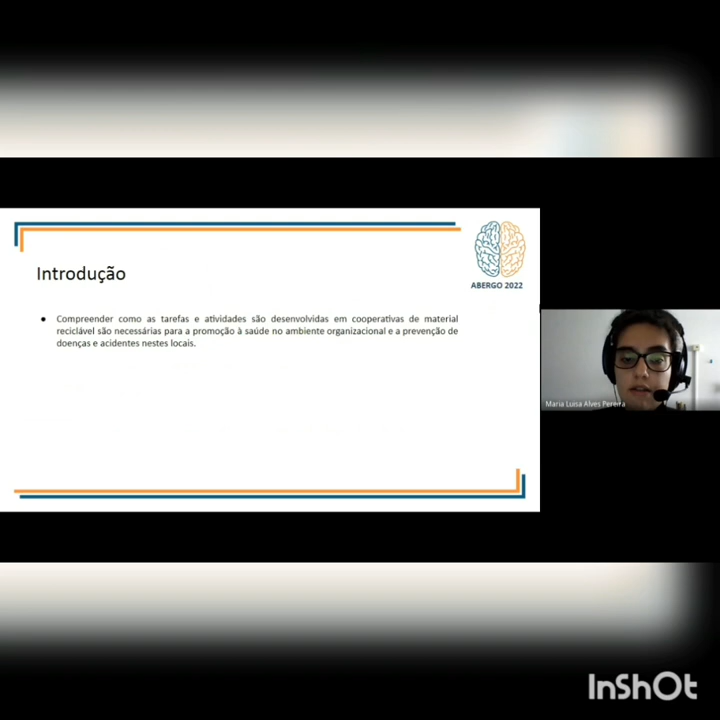 Introdução
ABERGO 2022
Compreender como as tarefas e atividades são desenvolvidas em cooperativas de material
reciclável são necessárias para a promoção à saúde no ambiente organizacional e a prevenção de
doenças e acidentes nestes locais.
Maria Luisa Alves Pereira
InShOt